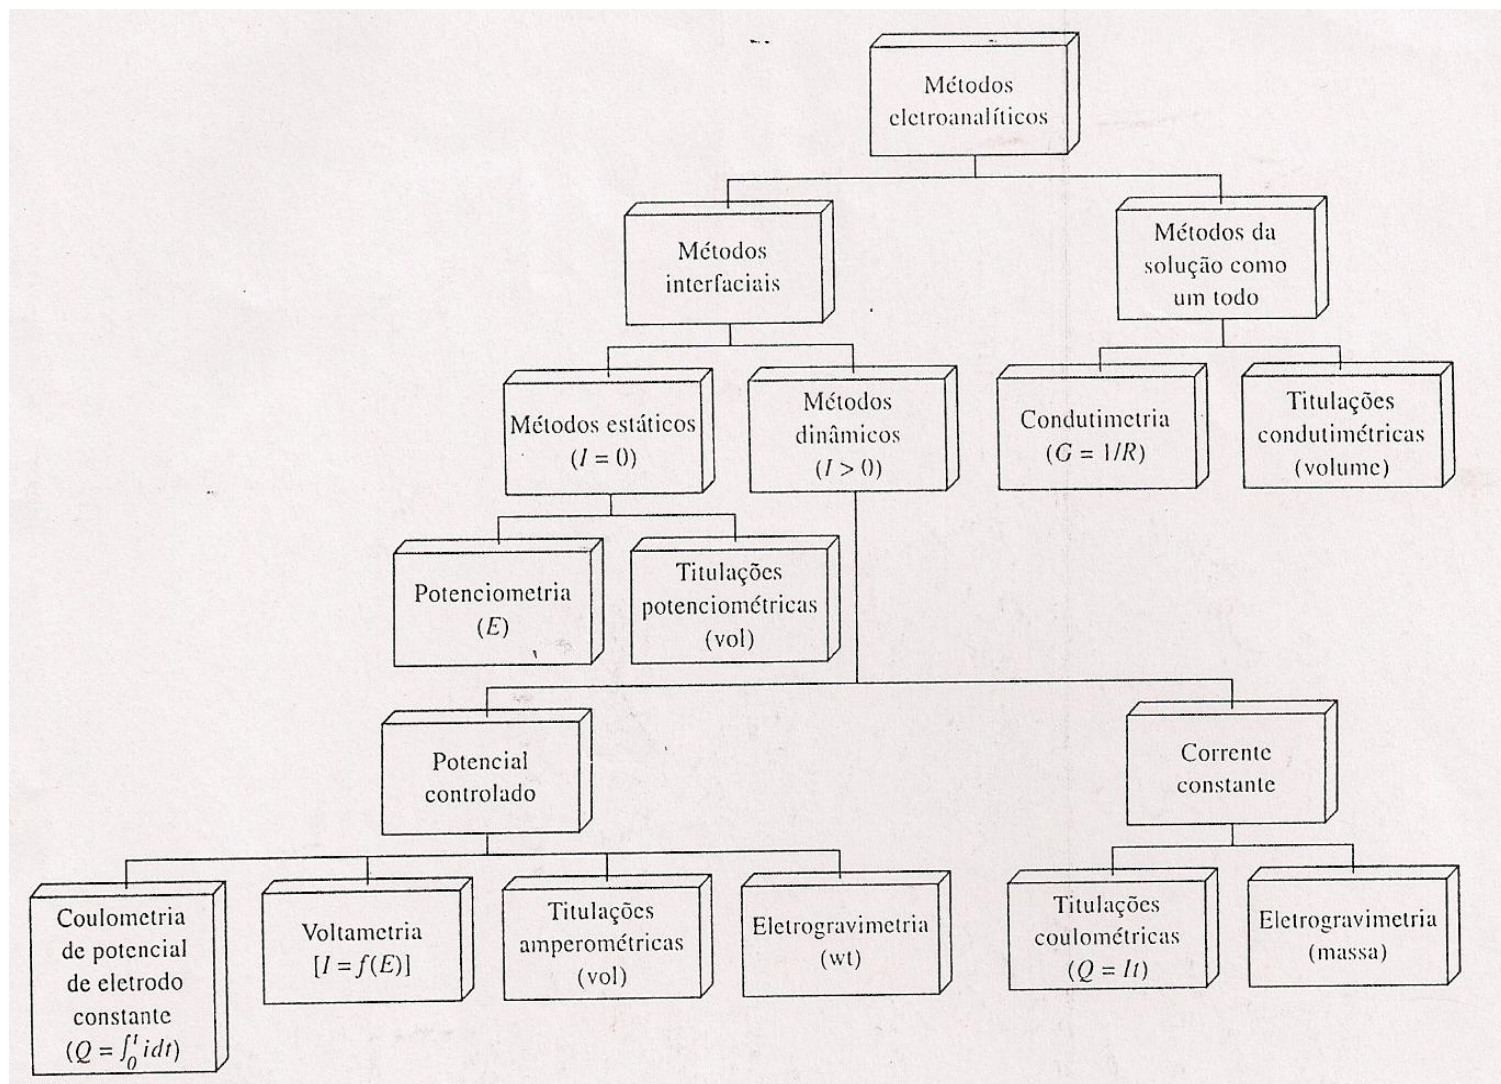 Métodos
eletroanalíticos
Métodos
interfaciais
Métodos da
solução como
um todo
Métodos estáticos
(I = 0)
Métodos
dinâmicos
(I > 0)
Condutimetria
(G = 1/R)
Titulações
condutimétricas
(volume)
Potenciometria
(E)
Titulações
potenciométricas
(vol)
Potencial
controlado
Corrente
constante
Coulometria
de potencial
de eletrodo
constante
(Q = ∫₀ᵗ idt)
Voltametria
[I = f(E)]
Titulações
amperométricas
(vol)
Eletrogravimetria
(wt)
Titulações
coulométricas
(Q = It)
Eletrogravimetria
(massa)